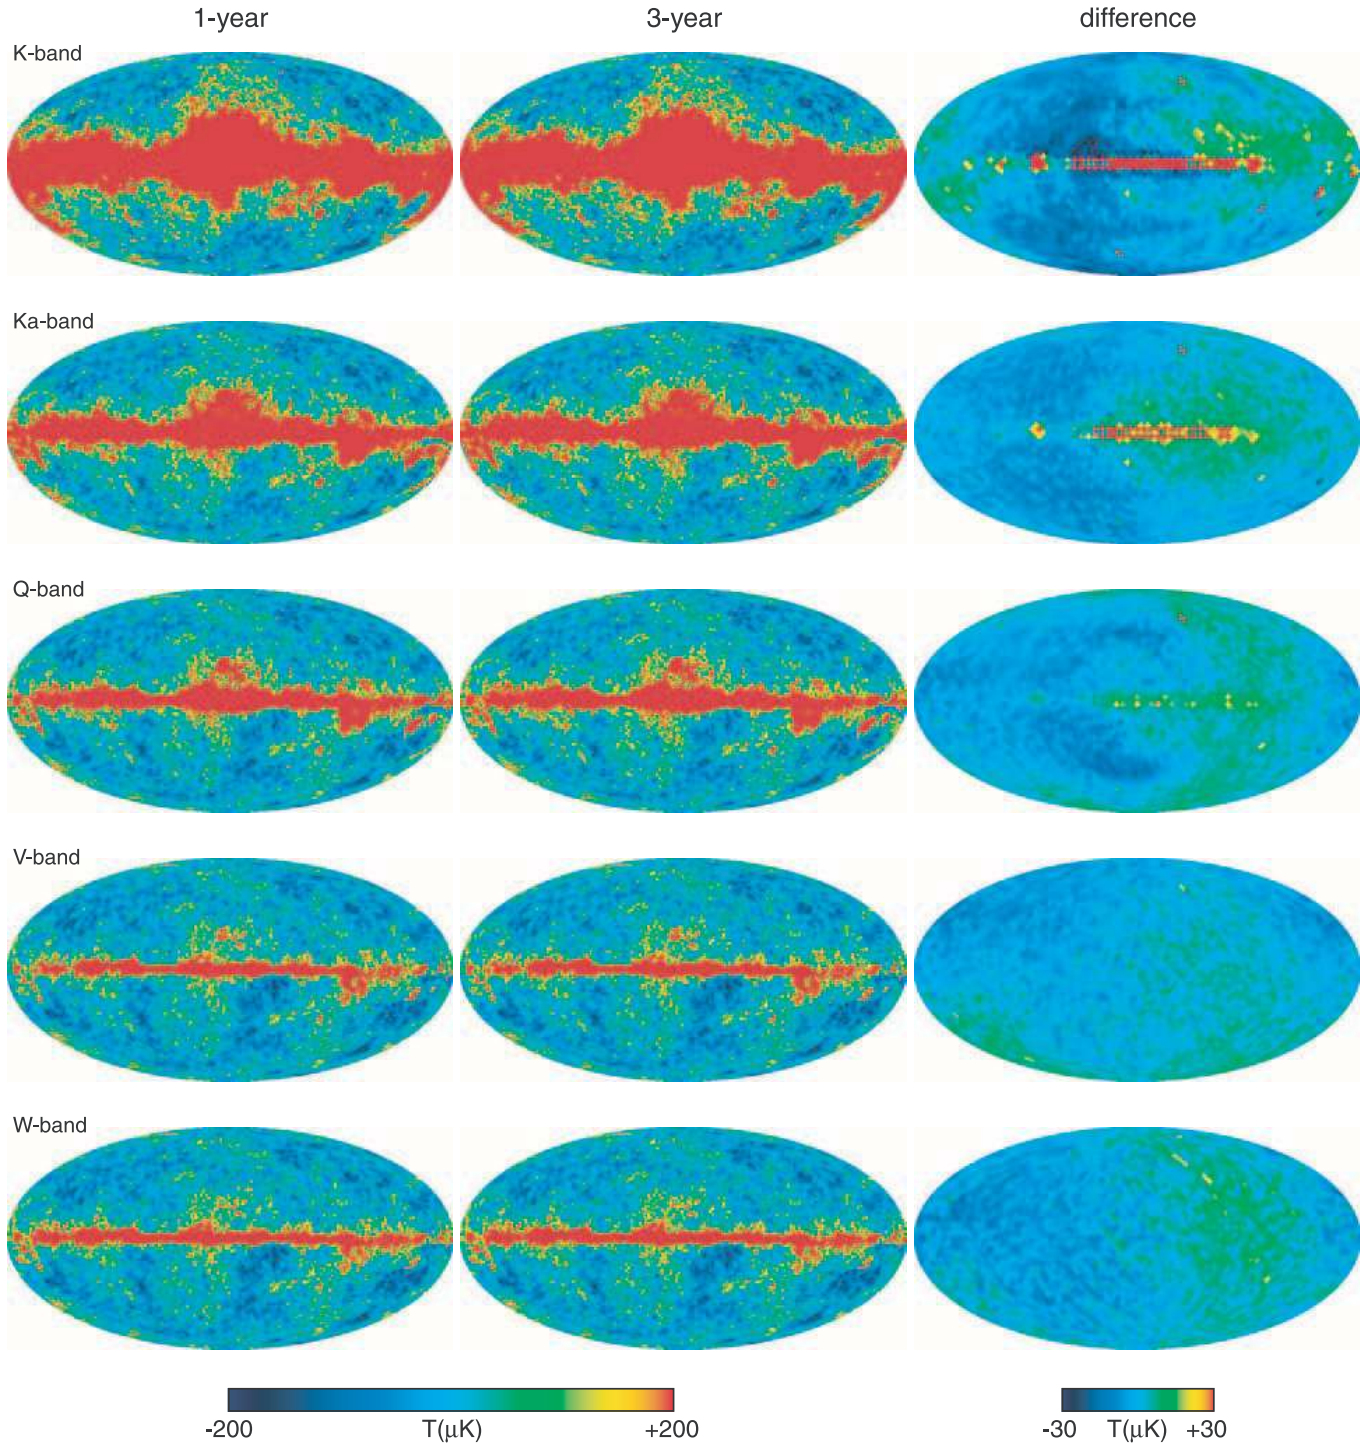 1-year 3-year difference
K-band
Ka-band
Q-band
V-band
W-band
-200 T(μK) +200
-30 T(μK) +30